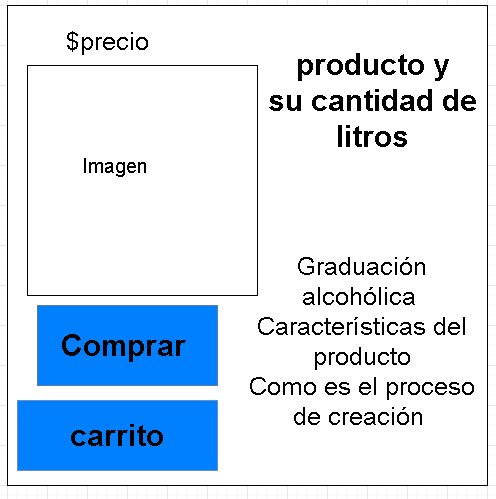 $precio
producto y
su cantidad de
litros
Imagen
Graduación
alcohólica
Características del
producto
Como es el proceso
de creación
Comprar
carrito